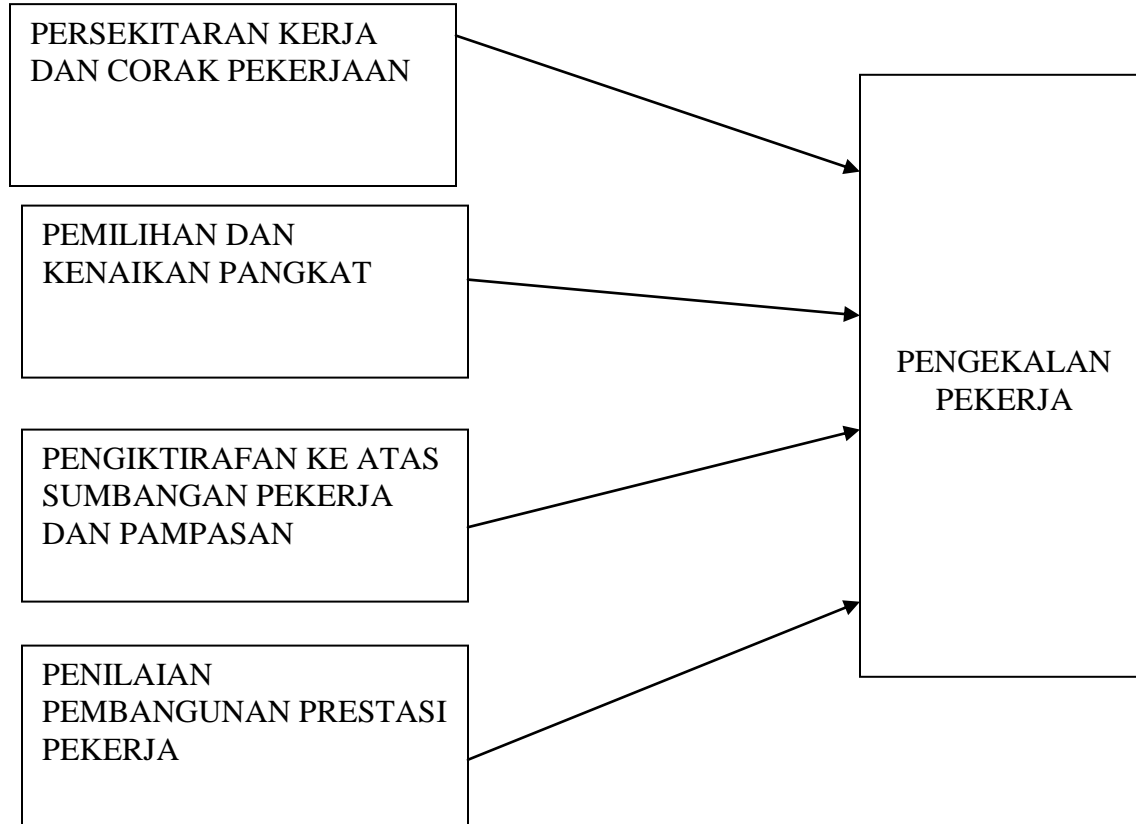 PERSEKITARAN KERJA
DAN CORAK PEKERJAAN
PEMILIHAN DAN
KENAIKAN PANGKAT
PENGIKTIRAFAN KE ATAS
SUMBANGAN PEKERJA
DAN PAMPASAN
PENILAIAN
PEMBANGUNAN PRESTASI
PEKERJA
PENGEKALAN
PEKERJA